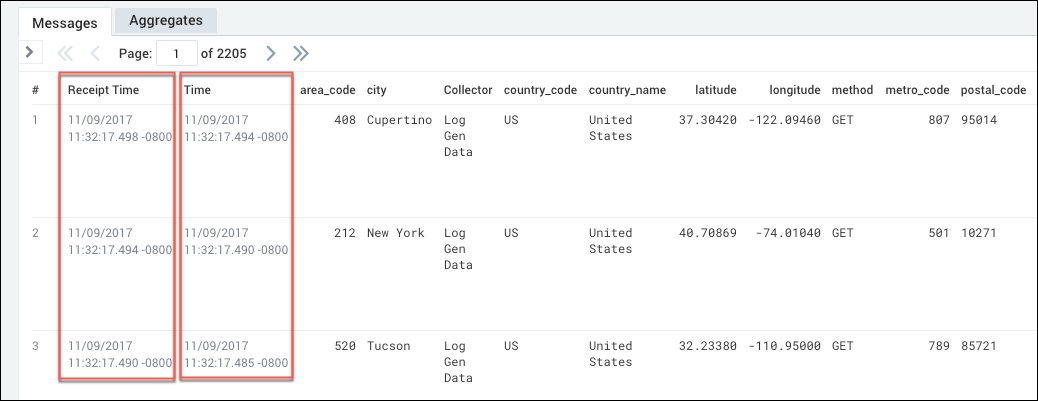 Messages Aggregates
Page: 1 of 2205
# Receipt Time Time area_code city Collector country_code country_name latitude longitude method metro_code postal_code
1 11/09/2017 11/09/2017 408 Cupertino Log US United 37.30420 -122.09460 GET 807 95014
11:32:17.498 -0800 11:32:17.494 -0800 Gen States
Data
2 11/09/2017 11/09/2017 212 New York Log US United 40.70869 -74.01040 GET 501 10271
11:32:17.494 -0800 11:32:17.490 -0800 Gen States
Data
3 11/09/2017 11/09/2017 520 Tucson Log US United 32.23380 -110.95000 GET 789 85721
11:32:17.490 -0800 11:32:17.485 -0800 Gen States
Data